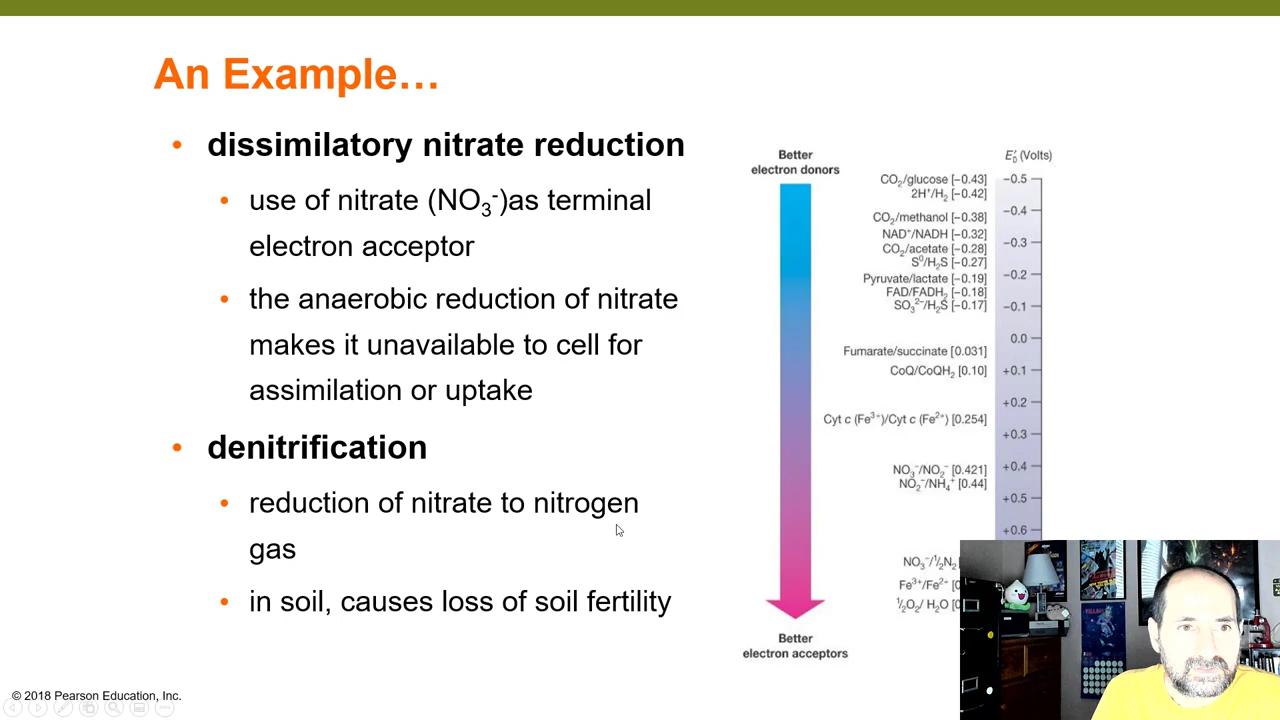 An Example…
• dissimilatory nitrate reduction
• use of nitrate (NO₃⁻)as terminal
electron acceptor
• the anaerobic reduction of nitrate
makes it unavailable to cell for
assimilation or uptake
• denitrification
• reduction of nitrate to nitrogen
gas
• in soil, causes loss of soil fertility
Better
electron donors
E₀′ (Volts)
CO₂/glucose [−0.43]
−0.5
2H⁺/H₂ [−0.42]
CO₂/methanol [−0.38]
−0.4
NAD⁺/NADH [−0.32]
−0.3
CO₂/acetate [−0.28]
S⁰/H₂S [−0.27]
−0.2
Pyruvate/lactate [−0.19]
FAD/FADH₂ [−0.18]
SO₃²⁻/H₂S [−0.17]
−0.1
0.0
Fumarate/succinate [0.031]
CoQ/CoQH₂ [0.10]
+0.1
+0.2
Cyt c (Fe³⁺)/Cyt c (Fe²⁺) [0.254]
+0.3
NO₃⁻/NO₂⁻ [0.421]
+0.4
NO₂⁻/NH₄⁺ [0.44]
+0.5
+0.6
NO₃⁻/½N₂
Fe³⁺/Fe²⁺
½O₂/ H₂O
Better
electron acceptors
© 2018 Pearson Education, Inc.